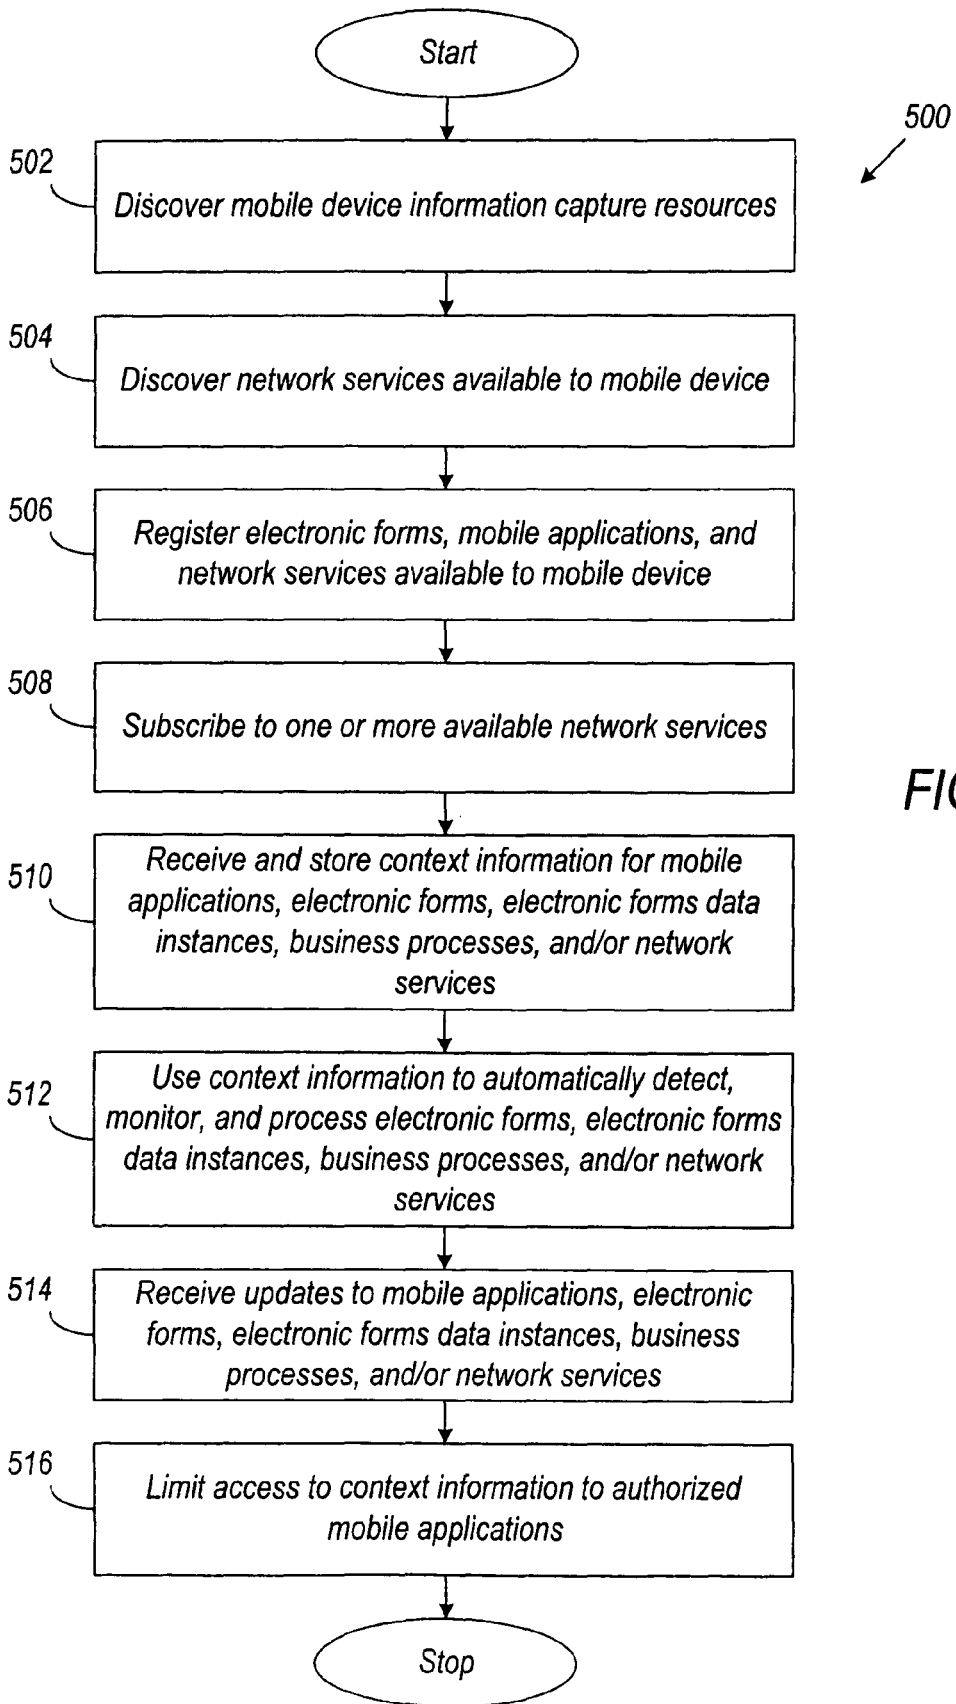 Start
500
502
Discover mobile device information capture resources
504
Discover network services available to mobile device
506
Register electronic forms, mobile applications, and
network services available to mobile device
508
Subscribe to one or more available network services
FIG
510
Receive and store context information for mobile
applications, electronic forms, electronic forms data
instances, business processes, and/or network
services
512
Use context information to automatically detect,
monitor, and process electronic forms, electronic forms
data instances, business processes, and/or network
services
514
Receive updates to mobile applications, electronic
forms, electronic forms data instances, business
processes, and/or network services
516
Limit access to context information to authorized
mobile applications
Stop